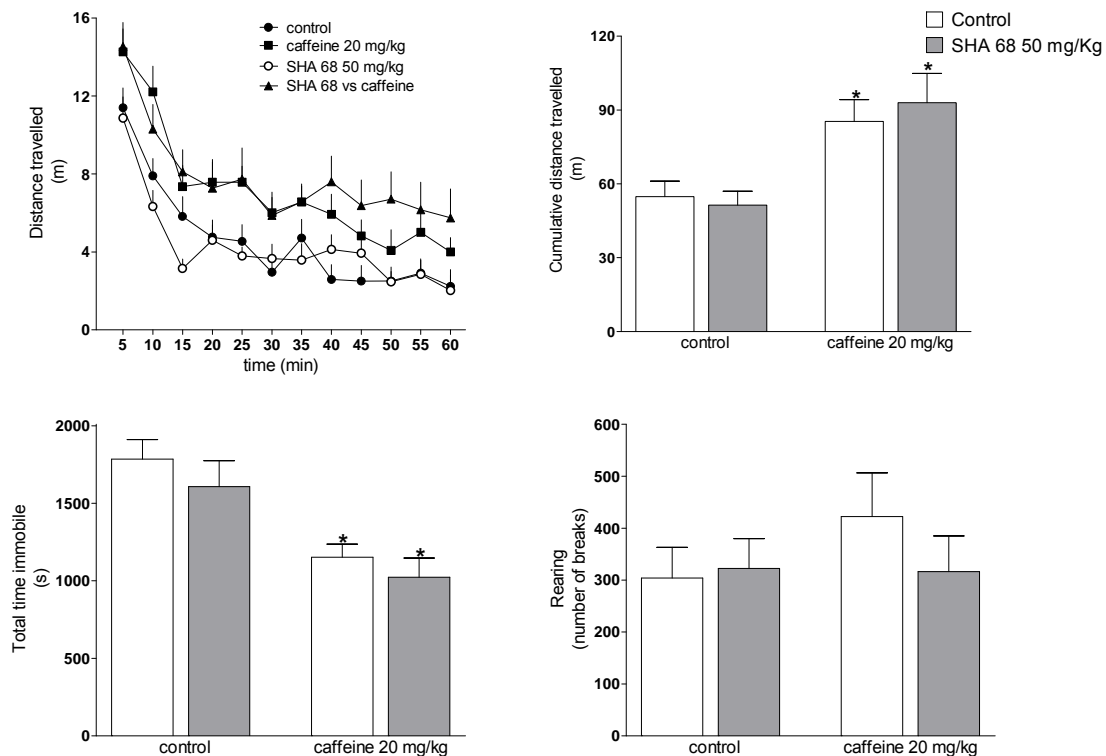 control
caffeine 20 mg/kg
SHA 68 50 mg/kg
SHA 68 vs caffeine
Distance travelled
(m)
16
12
8
4
0
5 10 15 20 25 30 35 40 45 50 55 60
time (min)
Control
SHA 68 50 mg/Kg
Cumulative distance travelled
(m)
120
90
60
30
0
* *
control caffeine 20 mg/kg
Total time immobile
(s)
2000
1500
1000
500
0
* *
control caffeine 20 mg/kg
Rearing
(number of breaks)
600
500
400
300
200
100
0
control caffeine 20 mg/kg